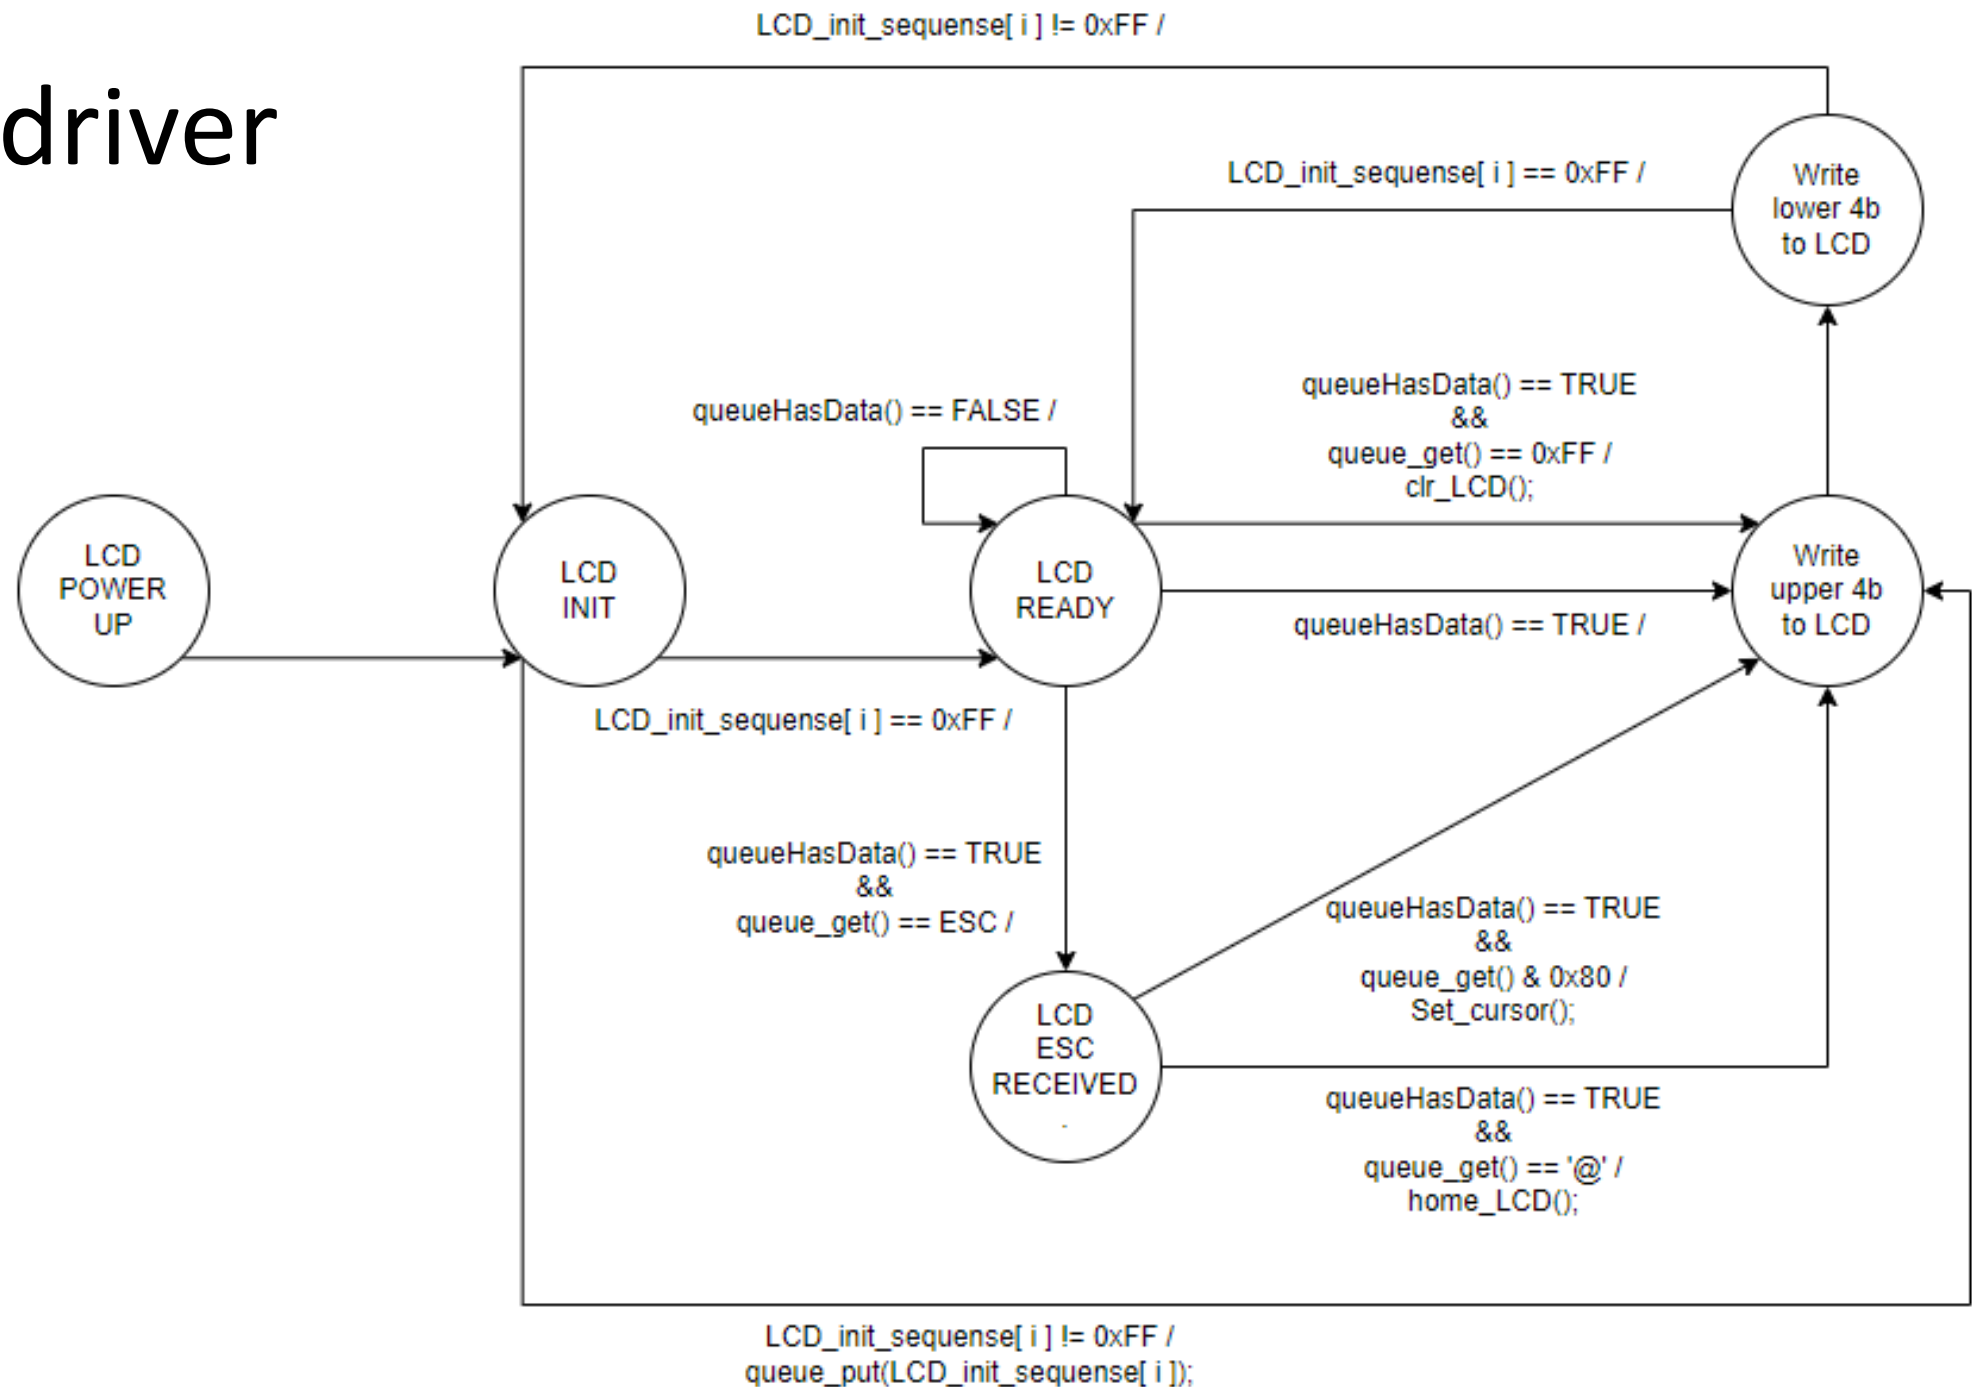 LCD_init_sequense[ i ] != 0xFF /
driver
LCD_init_sequense[ i ] == 0xFF /
Write
lower 4b
to LCD
queueHasData() == FALSE /
queueHasData() == TRUE
&&
queue_get() == 0xFF /
clr_LCD();
LCD
POWER
UP
LCD
INIT
LCD
READY
Write
upper 4b
to LCD
queueHasData() == TRUE /
LCD_init_sequense[ i ] == 0xFF /
queueHasData() == TRUE
&&
queue_get() == ESC /
queueHasData() == TRUE
&&
queue_get() & 0x80 /
Set_cursor();
LCD
ESC
RECEIVED
.
queueHasData() == TRUE
&&
queue_get() == '@' /
home_LCD();
LCD_init_sequense[ i ] != 0xFF /
queue_put(LCD_init_sequense[ i ]);